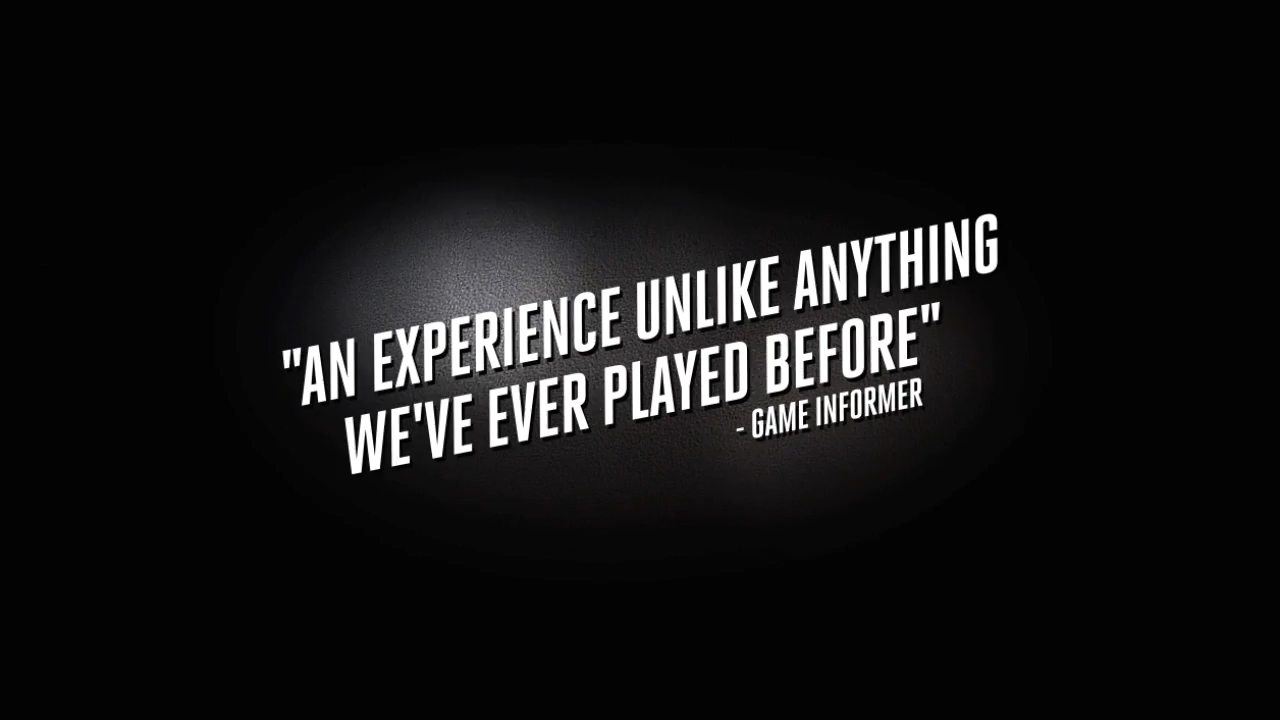 "AN EXPERIENCE UNLIKE ANYTHING
WE'VE EVER PLAYED BEFORE"
- GAME INFORMER